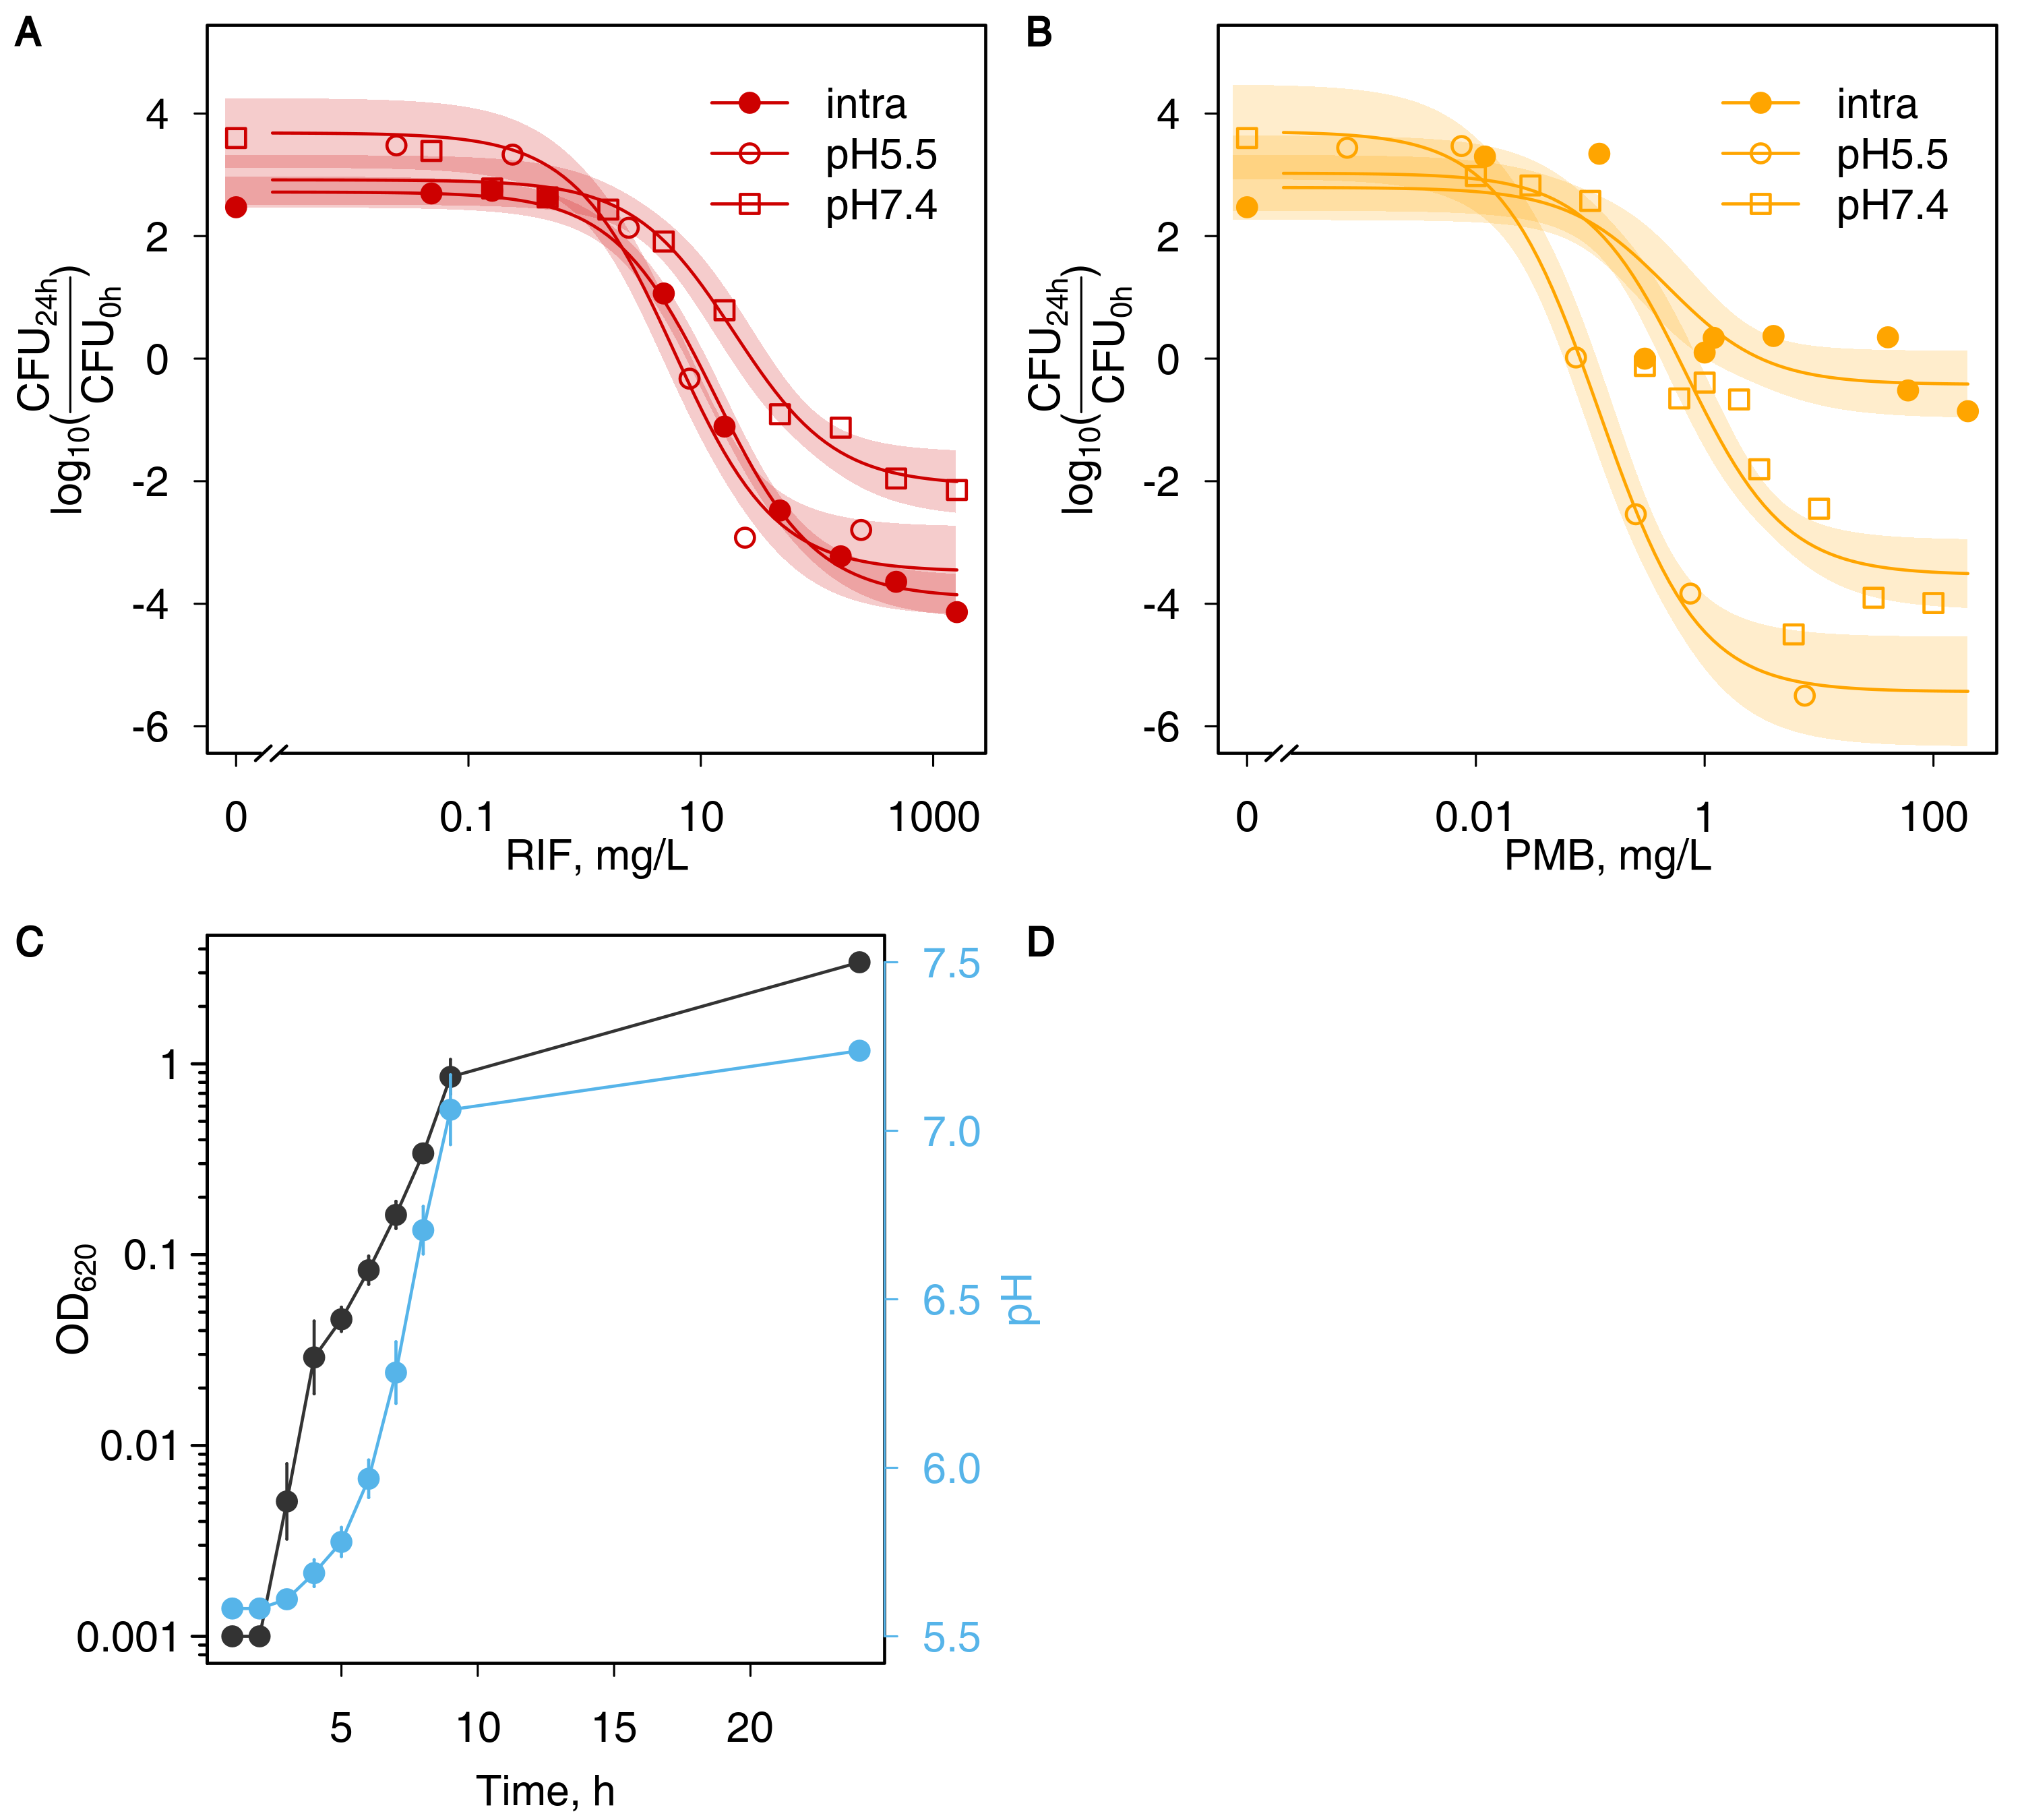 A
4
2
0
-2
-4
-6
log10(CFU24h/CFU0h)
intra
pH5.5
pH7.4
0
0.1
10
1000
RIF, mg/L
B
4
2
0
-2
-4
-6
log10(CFU24h/CFU0h)
intra
pH5.5
pH7.4
0
0.01
1
100
PMB, mg/L
C
1
0.1
0.01
0.001
OD620
7.5
7.0
6.5
6.0
5.5
pH
5
10
15
20
Time, h
D